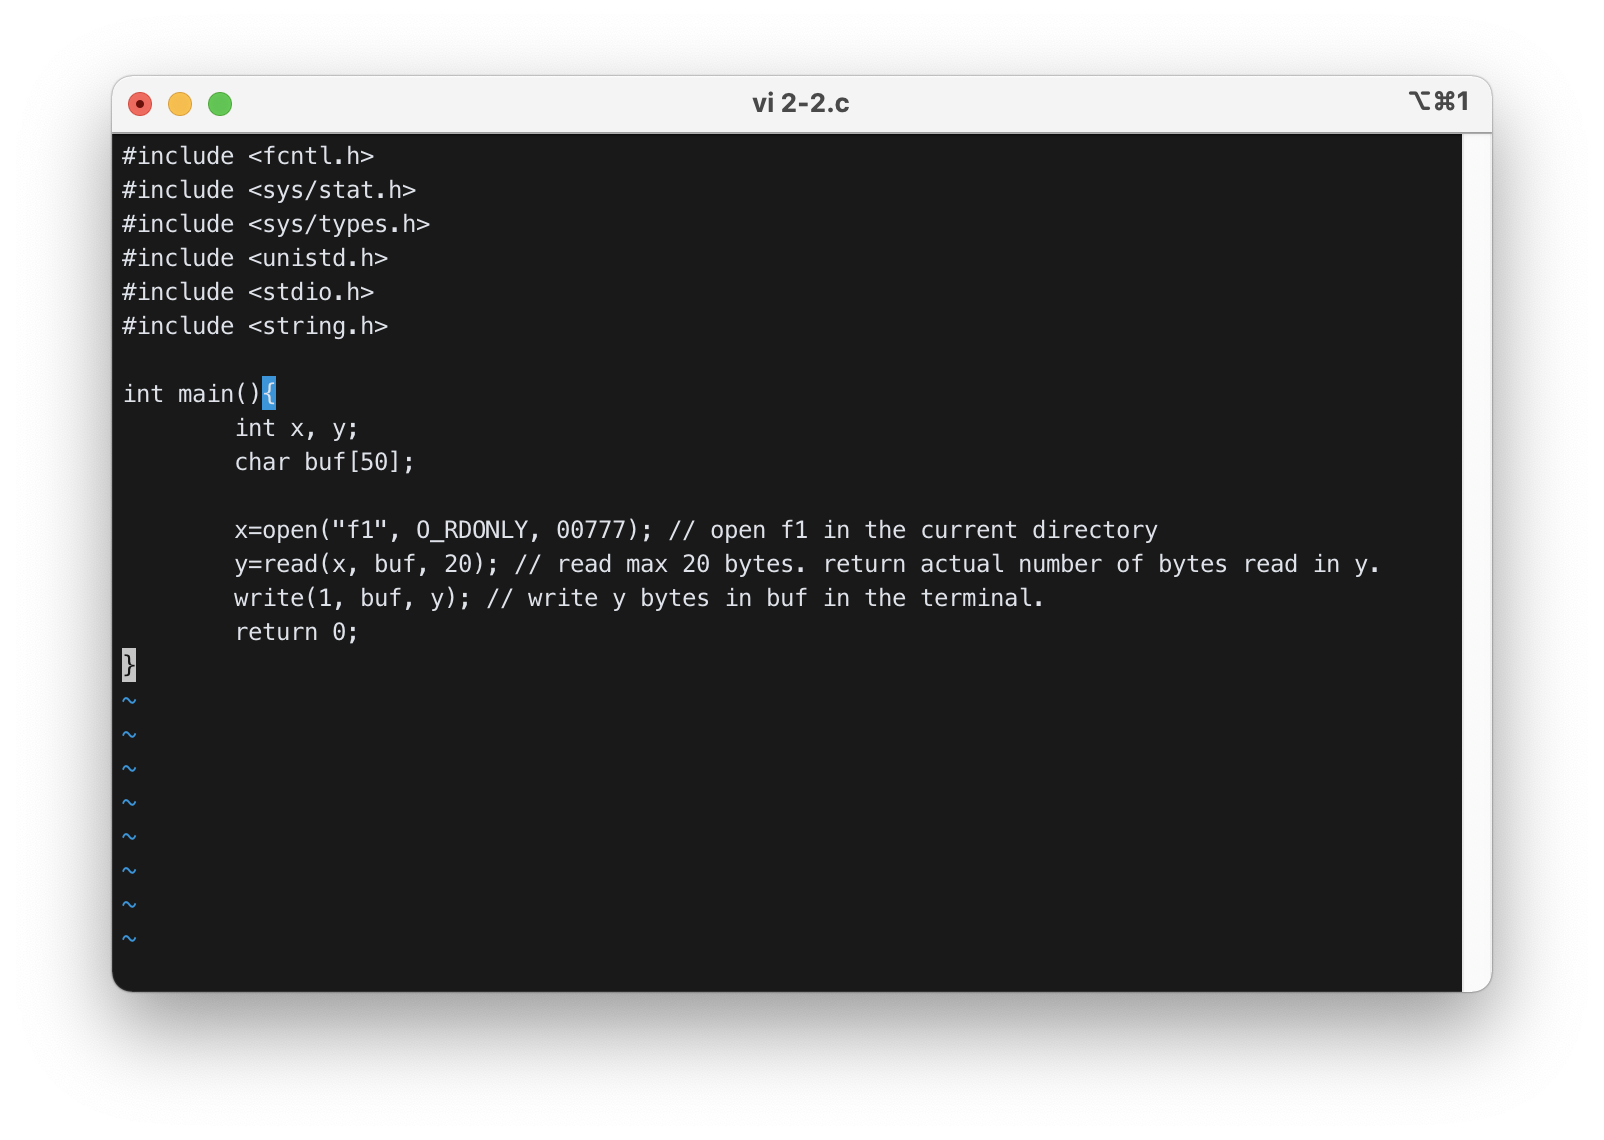 vi 2-2.c
⌥⌘1
#include <fcntl.h>
#include <sys/stat.h>
#include <sys/types.h>
#include <unistd.h>
#include <stdio.h>
#include <string.h>

int main(){
        int x, y;
        char buf[50];

        x=open("f1", O_RDONLY, 00777); // open f1 in the current directory
        y=read(x, buf, 20); // read max 20 bytes. return actual number of bytes read in y.
        write(1, buf, y); // write y bytes in buf in the terminal.
        return 0;
}
~
~
~
~
~
~
~
~